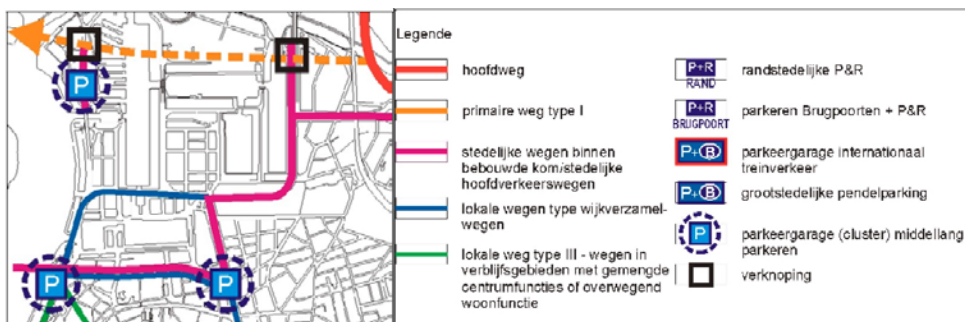 P
P
P
Legende
hoofdweg
primaire weg type I
stedelijke wegen binnen
bebouwde kom/stedelijke
hoofdverkeerswegen
lokale wegen type wijkverzamel-
wegen
lokale weg type III - wegen in
verblijfsgebieden met gemengde
centrumfuncties of overwegend
woonfunctie
P+R
RAND
randstedelijke P&R
P+R
BRUGPOORT
parkeren Brugpoorten + P&R
P+B
parkeergarage internationaal
treinverkeer
P+B
grootstedelijke pendelparking
P
parkeergarage (cluster) middellang
parkeren
verknoping